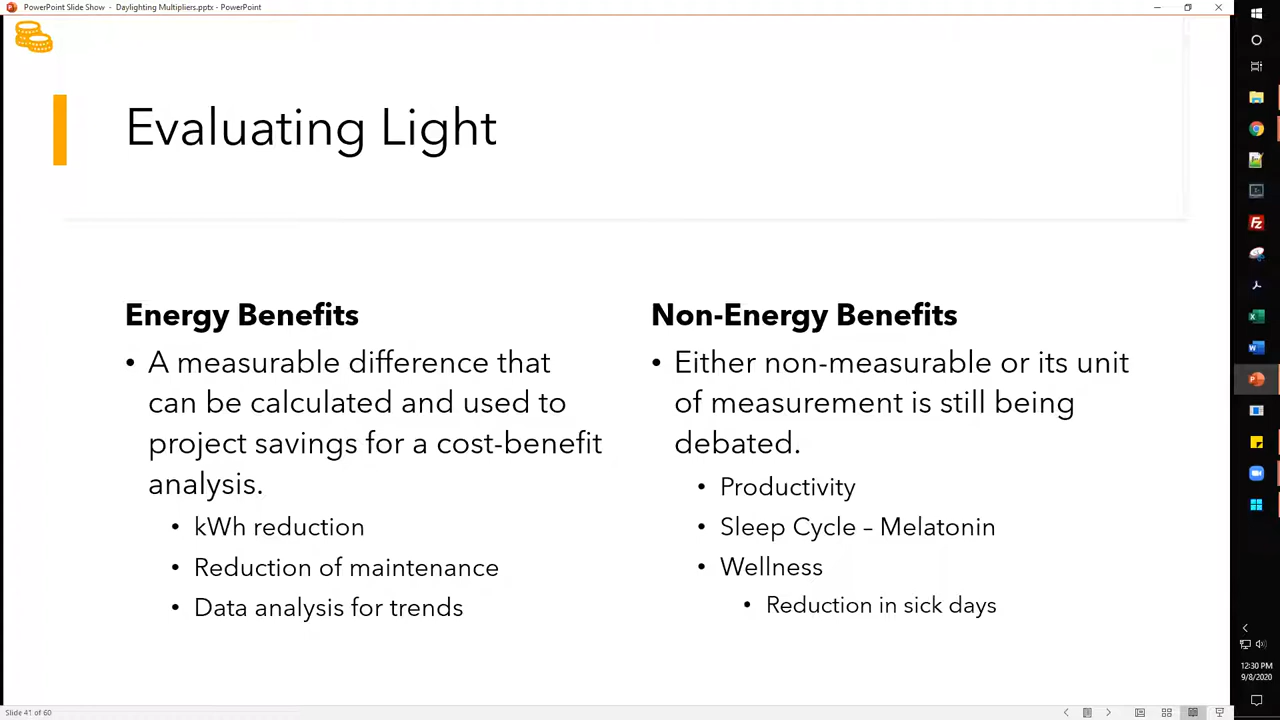 PowerPoint Slide Show - Daylighting Multipliers.pptx - PowerPoint
Evaluating Light
Energy Benefits
• A measurable difference that
can be calculated and used to
project savings for a cost-benefit
analysis.
• kWh reduction
• Reduction of maintenance
• Data analysis for trends
Non-Energy Benefits
• Either non-measurable or its unit
of measurement is still being
debated.
• Productivity
• Sleep Cycle – Melatonin
• Wellness
• Reduction in sick days
12:30 PM
9/8/2020
Slide 41 of 60